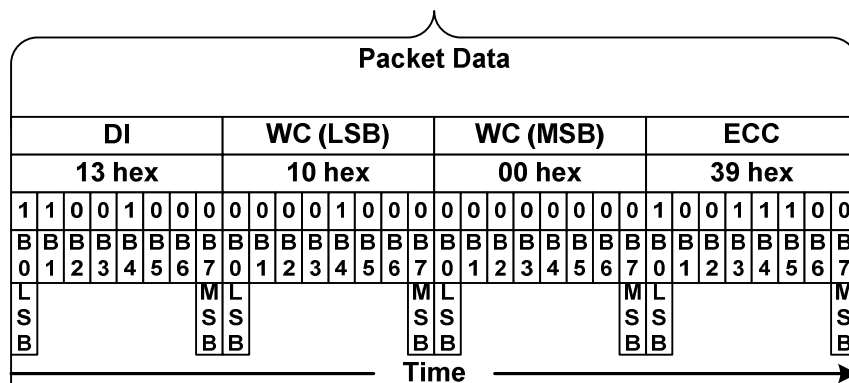 Packet Data
DI WC (LSB) WC (MSB) ECC
13 hex 10 hex 00 hex 39 hex
1 1 0 0 1 0 0 0 0 0 0 0 1 0 0 0 0 0 0 0 0 0 0 0 1 0 0 1 1 1 0 0
B0 B1 B2 B3 B4 B5 B6 B7 B0 B1 B2 B3 B4 B5 B6 B7 B0 B1 B2 B3 B4 B5 B6 B7 B0 B1 B2 B3 B4 B5 B6 B7
LSB MSB LSB MSB LSB MSB LSB MSB
Time